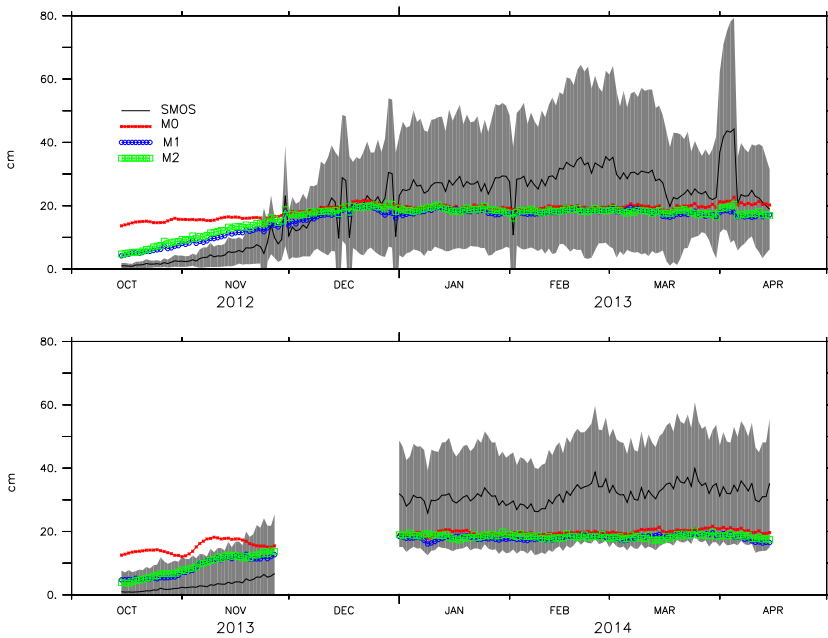 80.
60.
40.
20.
0.
cm
SMOS
M0
M1
M2
OCT NOV DEC JAN FEB MAR APR
2012 2013
80.
60.
40.
20.
0.
cm
OCT NOV DEC JAN FEB MAR APR
2013 2014